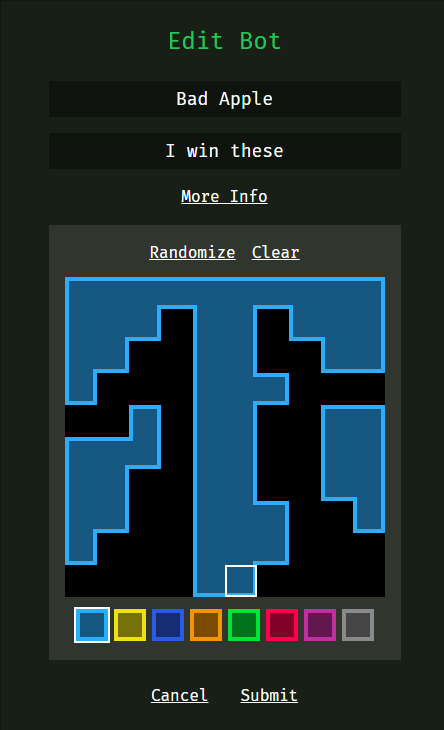 Edit Bot
Bad Apple
I win these
More Info
Randomize Clear
Cancel Submit